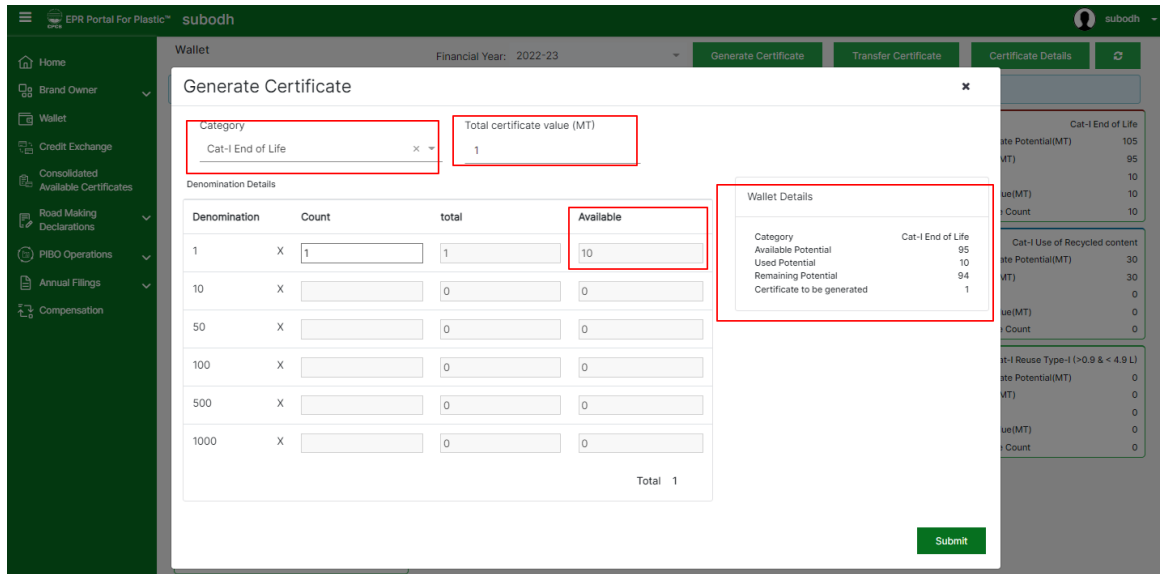 EPR Portal For Plastic™ subodh subodh
CPCB
Home
Brand Owner
Wallet
Credit Exchange
Consolidated
Available Certificates
Road Making
Declarations
PIBO Operations
Annual Filings
Compensation
Wallet Financial Year: 2022-23 Generate Certificate Transfer Certificate Certificate Details
Generate Certificate
Category Total certificate value (MT)
Cat-I End of Life × 1
Denomination Details
Denomination Count total Available
1 X 1 1 10
10 X 0 0
50 X 0 0
100 X 0 0
500 X 0 0
1000 X 0 0
Total 1
Wallet Details
Category Cat-I End of Life
Available Potential 95
Used Potential 10
Remaining Potential 94
Certificate to be generated 1
Submit
Cat-I End of Life
ate Potential(MT) 105
MT) 95
10
ue(MT) 10
Count 10
Cat-I Use of Recycled content
ate Potential(MT) 30
MT) 30
0
ue(MT) 0
Count 0
at-I Reuse Type-I (>0.9 & < 4.9 L)
ate Potential(MT) 0
MT) 0
0
ue(MT) 0
Count 0